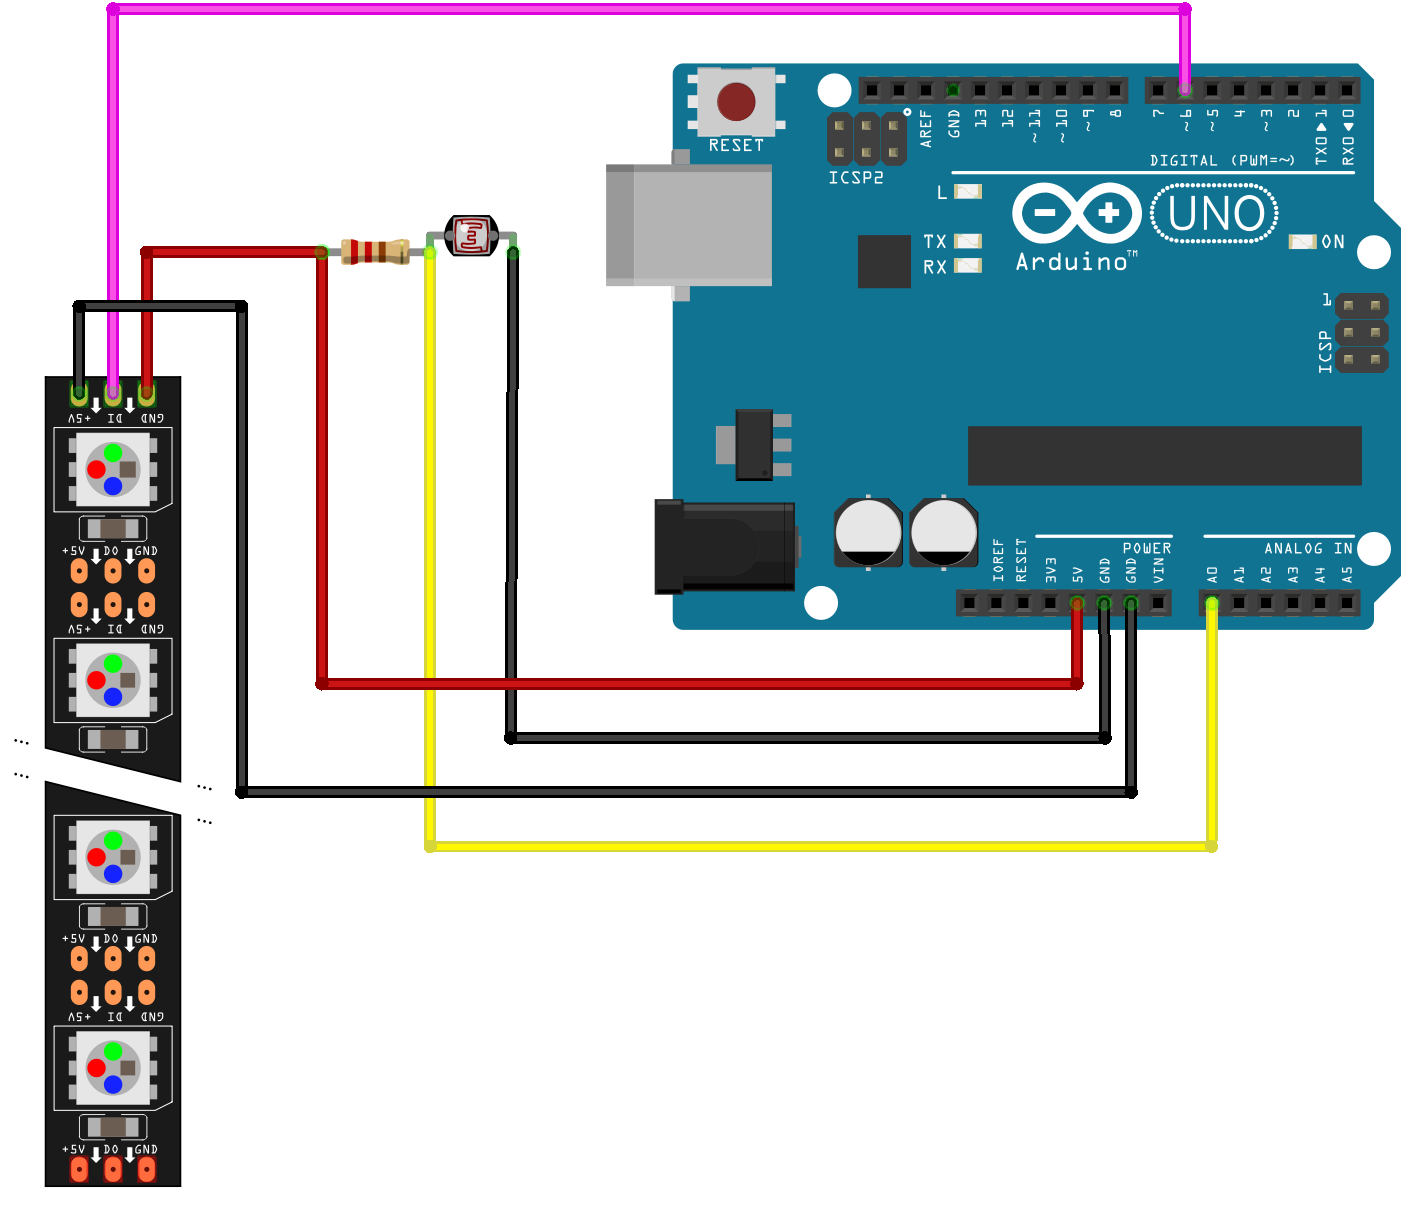 RESET
ICSP2
AREF
GND
13
12
~11
~10
~9
8
7
~6
~5
4
~3
2
TX0▶1
RX0◀0
DIGITAL (PWM=~)
L
TX
RX
UNO
Arduino™
ON
1
ICSP
+5V DI GND
+5V DO GND
+5V DI GND
IOREF
RESET
3V3
5V
GND
GND
VIN
POWER
A0
A1
A2
A3
A4
A5
ANALOG IN
...
...
...
...
+5V DO GND
+5V DI GND
+5V DO GND